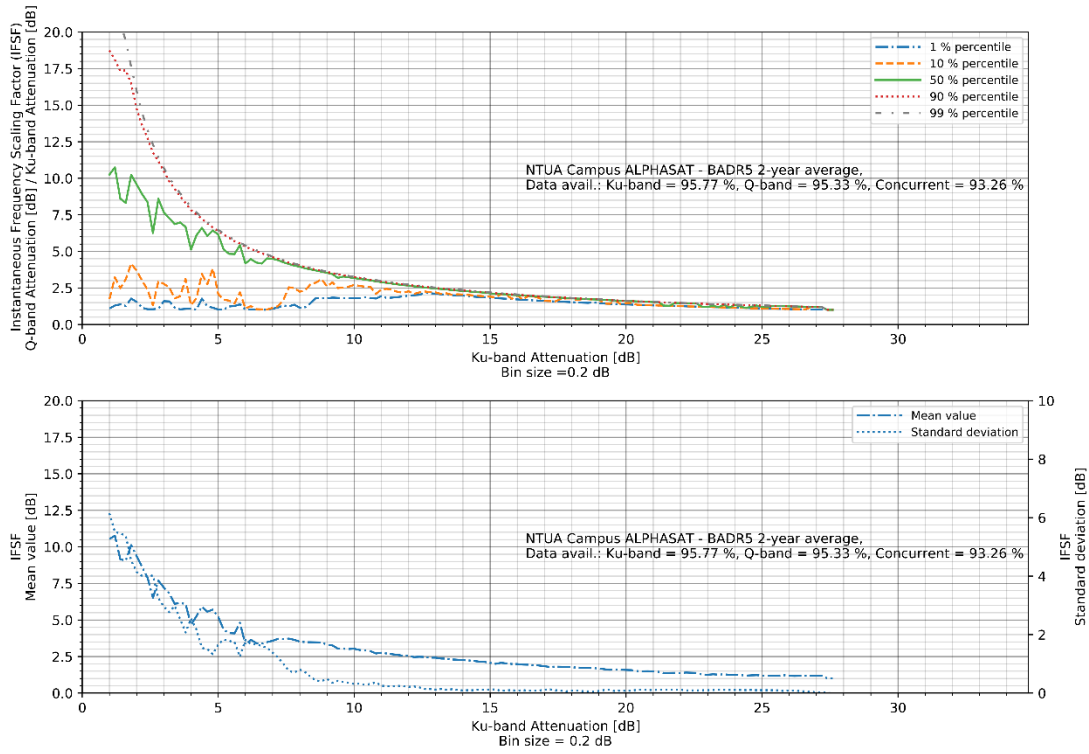 Instantaneous Frequency Scaling Factor (IFSF)
Q-band Attenuation [dB] / Ku-band Attenuation [dB]
20.0
17.5
15.0
12.5
10.0
7.5
5.0
2.5
0.0
1 % percentile
10 % percentile
50 % percentile
90 % percentile
99 % percentile
NTUA Campus ALPHASAT - BADR5 2-year average,
Data avail.: Ku-band = 95.77 %, Q-band = 95.33 %, Concurrent = 93.26 %
0 5 10 15 20 25 30
Ku-band Attenuation [dB]
Bin size =0.2 dB
IFSF
Mean value [dB]
20.0
17.5
15.0
12.5
10.0
7.5
5.0
2.5
0.0
Mean value
Standard deviation
NTUA Campus ALPHASAT - BADR5 2-year average,
Data avail.: Ku-band = 95.77 %, Q-band = 95.33 %, Concurrent = 93.26 %
10
8
6
4
2
0
IFSF
Standard deviation [dB]
0 5 10 15 20 25 30
Ku-band Attenuation [dB]
Bin size = 0.2 dB